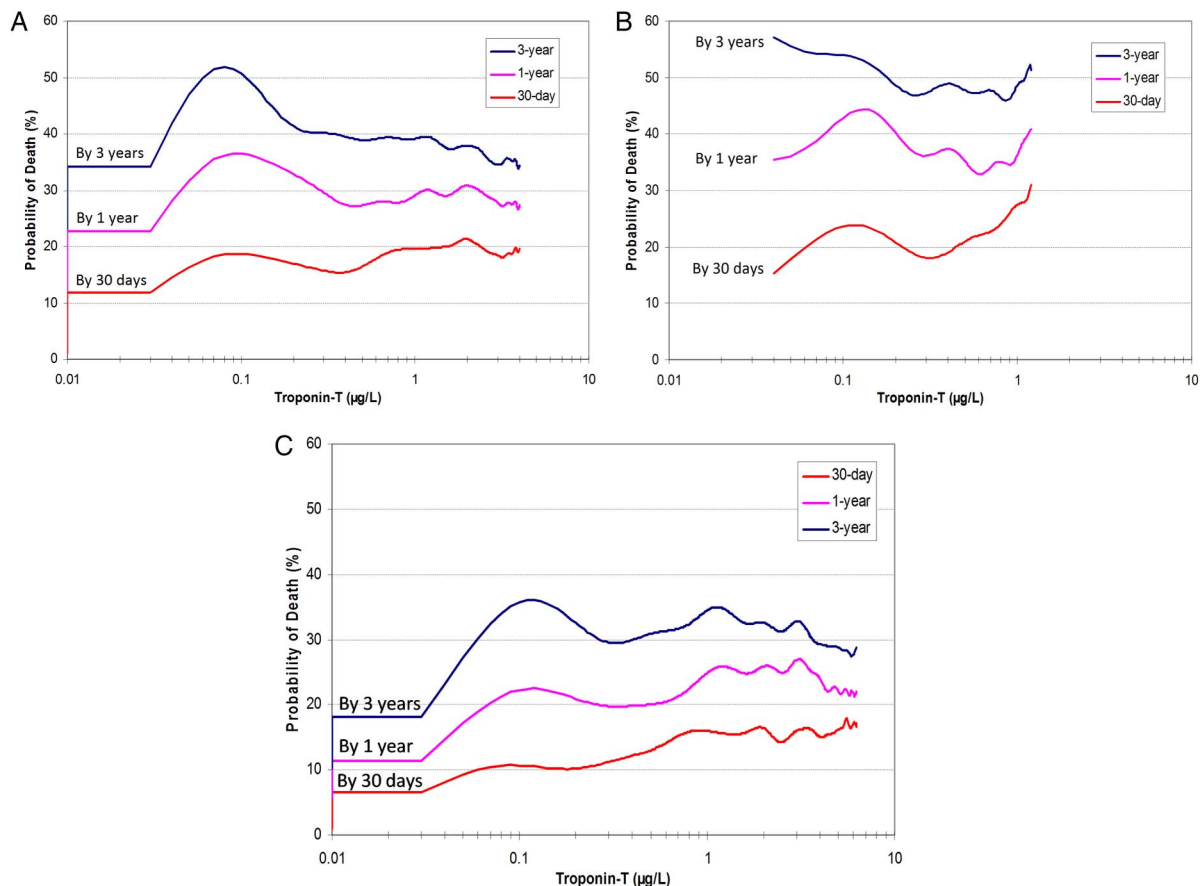 A
60
50
40
30
20
10
0
Probability of Death (%)
3-year
1-year
30-day
By 3 years
By 1 year
By 30 days
0.01
0.1
1
10
Troponin-T (µg/L)
B
60
50
40
30
20
10
0
Probability of Death (%)
3-year
1-year
30-day
By 3 years
By 1 year
By 30 days
0.01
0.1
1
10
Troponin-T (µg/L)
C
60
50
40
30
20
10
0
Probability of Death (%)
30-day
1-year
3-year
By 3 years
By 1 year
By 30 days
0.01
0.1
1
10
Troponin-T (µg/L)